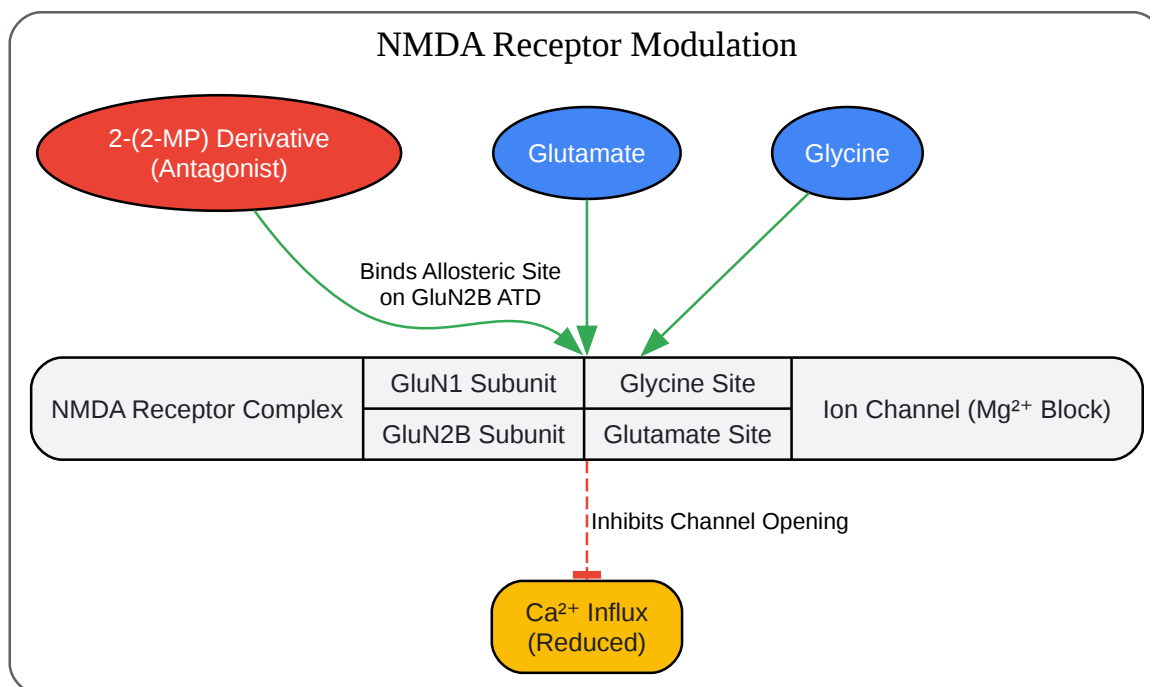 NMDA Receptor Modulation
2-(2-MP) Derivative
(Antagonist)
Glutamate
Glycine
Binds Allosteric Site
on GluN2B ATD
NMDA Receptor Complex
GluN1 Subunit
GluN2B Subunit
Glycine Site
Glutamate Site
Ion Channel (Mg²⁺ Block)
Inhibits Channel Opening
Ca²⁺ Influx
(Reduced)